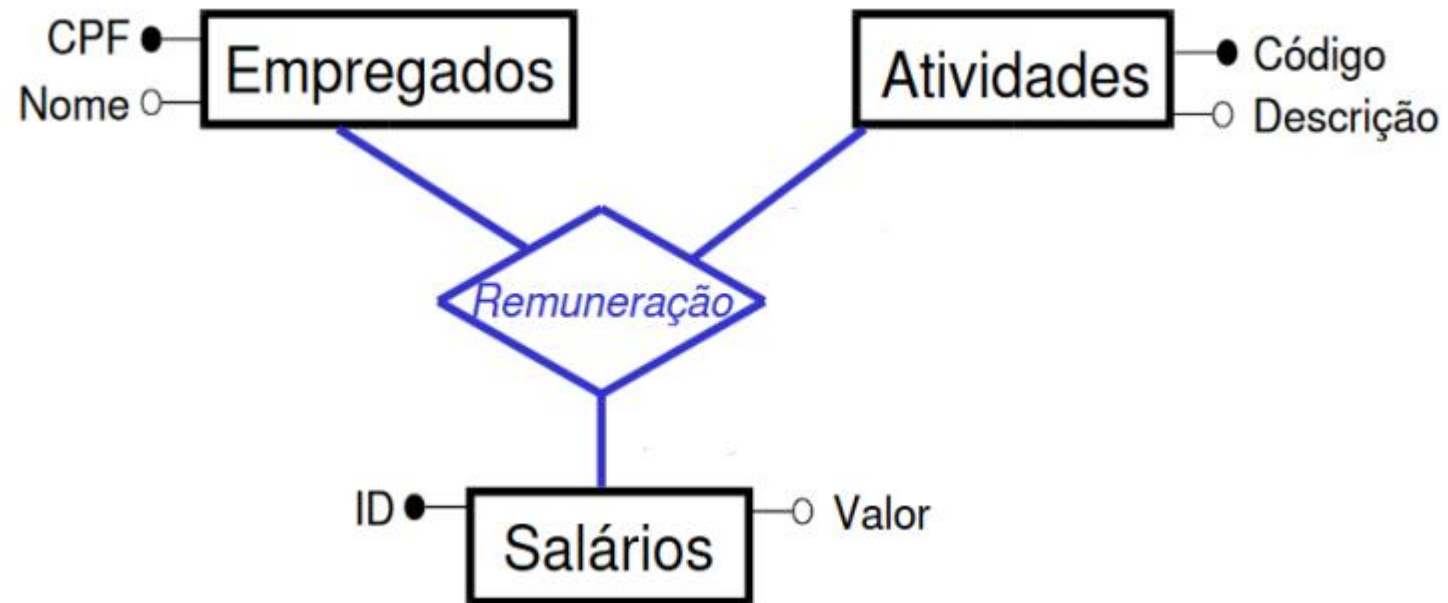 CPF
Nome
Empregados
Atividades
Código
Descrição
Remuneração
ID
Salários
Valor